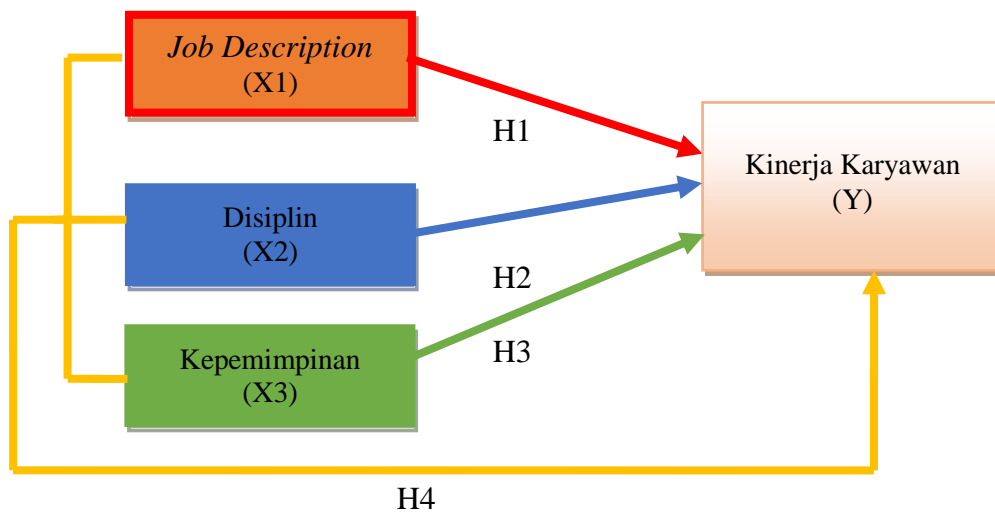 Job Description
(X1)
H1
Kinerja Karyawan
(Y)
Disiplin
(X2)
H2
Kepemimpinan
(X3)
H3
H4